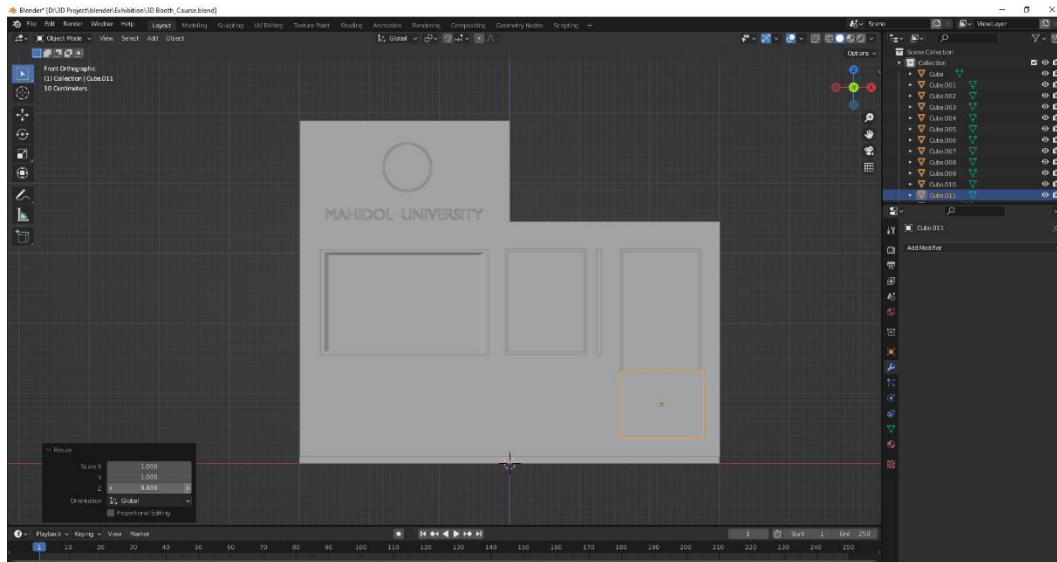 Blender* [D:\3D Project\blender\Exhibition\3D Booth_Course.blend]
File Edit Render Window Help Layout Modeling Sculpting UV Editing Texture Paint Shading Animation Rendering Compositing Geometry Nodes Scripting + Scene ViewLayer
Object Mode View Select Add Object Global
Options
Front Orthographic
(1) Collection | Cube.011
10 Centimeters
Scene Collection
Collection
Cube
Cube.001
Cube.002
Cube.003
Cube.004
Cube.005
Cube.006
Cube.007
Cube.008
Cube.009
Cube.010
Cube.011
Cube.011
Add Modifier
MAHIDOL UNIVERSITY
Resize
Scale X 1.000
Y 1.000
Z 0.800
Orientation Global
Proportional Editing
Playback Keying View Marker 1 Start 1 End 250
1 10 20 30 40 50 60 70 80 90 100 110 120 130 140 150 160 170 180 190 200 210 220 230 240 250